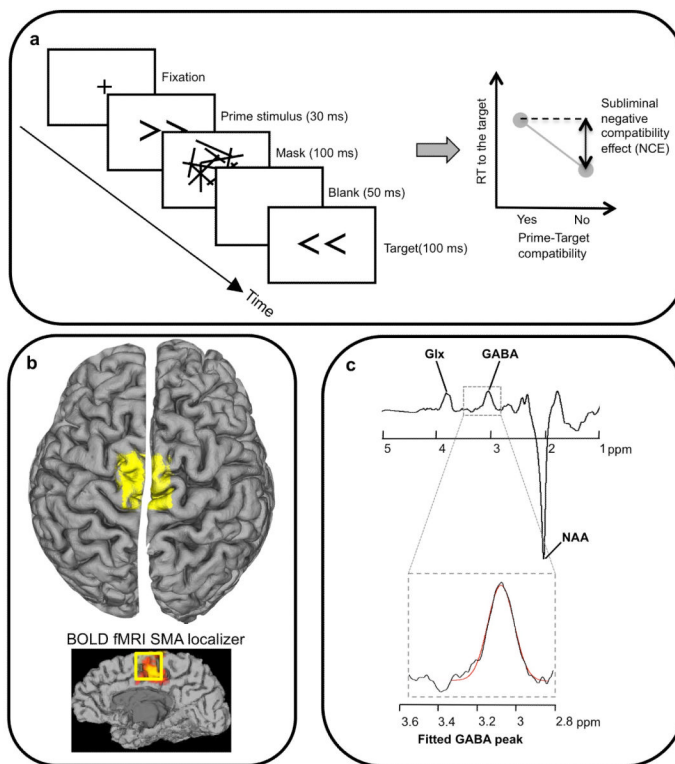 a
Fixation
Prime stimulus (30 ms)
Mask (100 ms)
Blank (50 ms)
Target(100 ms)
Time
RT to the target
Subliminal
negative
compatibility
effect (NCE)
Yes No
Prime-Target
compatibility
b
BOLD fMRI SMA localizer
c
Glx GABA
5 4 3 2 1 ppm
NAA
3.6 3.4 3.2 3 2.8 ppm
Fitted GABA peak